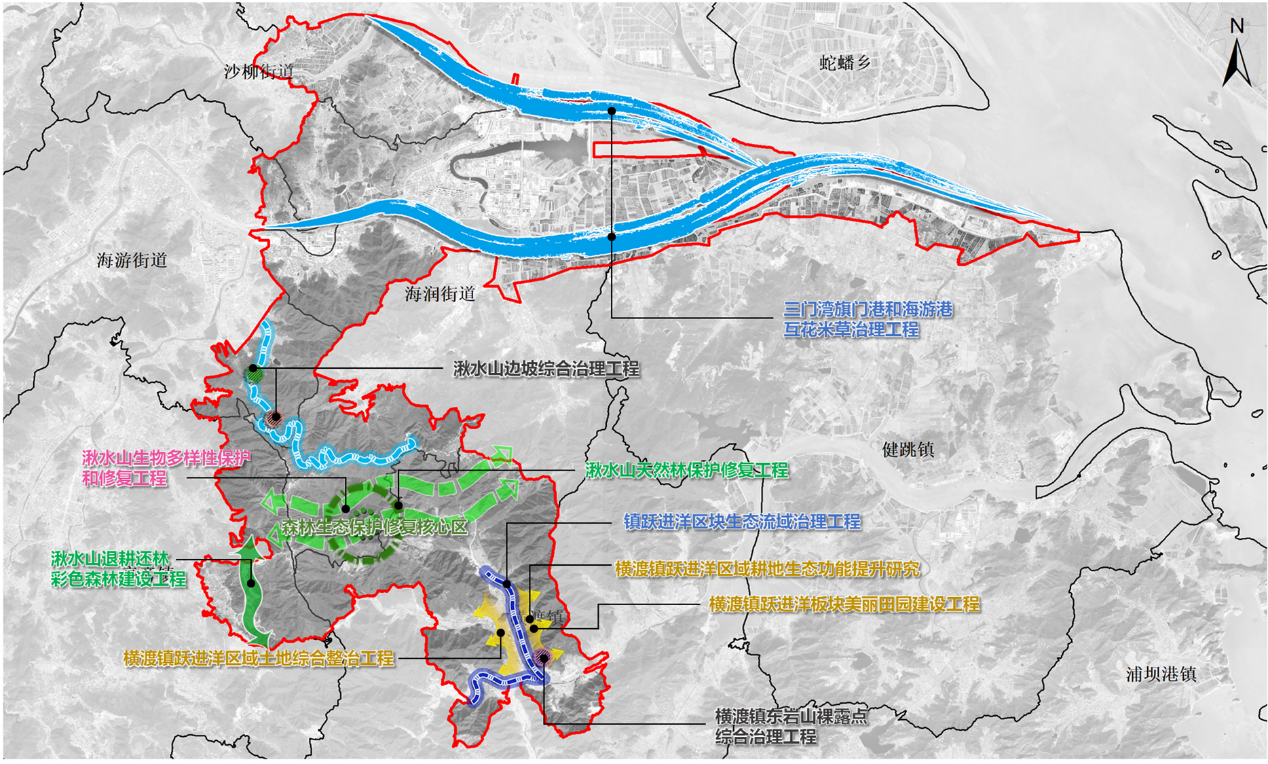 N
蛇蟠乡
沙柳街道
海游街道
海润街道
三门湾旗门港和海游港
互花米草治理工程
湫水山边坡综合治理工程
健跳镇
湫水山生物多样性保护
和修复工程
湫水山天然林保护修复工程
森林生态保护修复核心区
镇跃进洋区块生态流域治理工程
湫水山退耕还林
彩色森林建设工程
横渡镇跃进洋区域耕地生态功能提升研究
横渡镇跃进洋板块美丽田园建设工程
渡镇
横渡镇跃进洋区域土地综合整治工程
浦坝港镇
横渡镇东岩山裸露点
综合治理工程